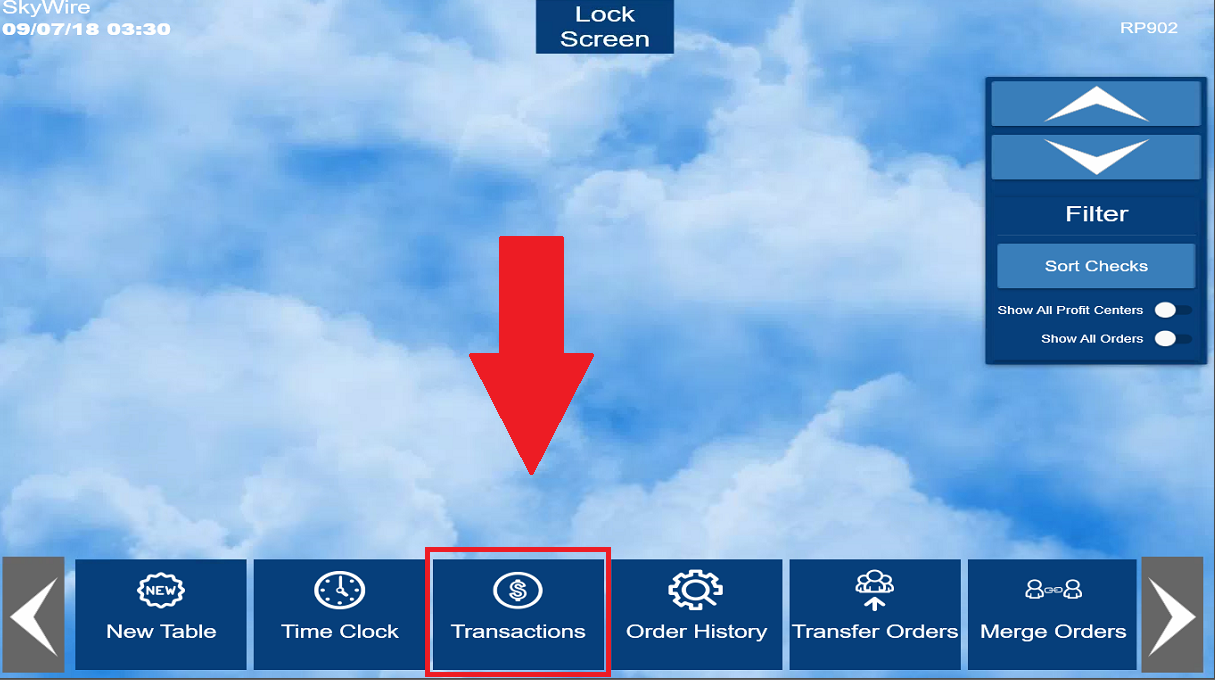 SkyWire
09/07/18 03:30
Lock
Screen
RP902
Filter
Sort Checks
Show All Profit Centers
Show All Orders
NEW
New Table
Time Clock
$
Transactions
Order History
Transfer Orders
Merge Orders